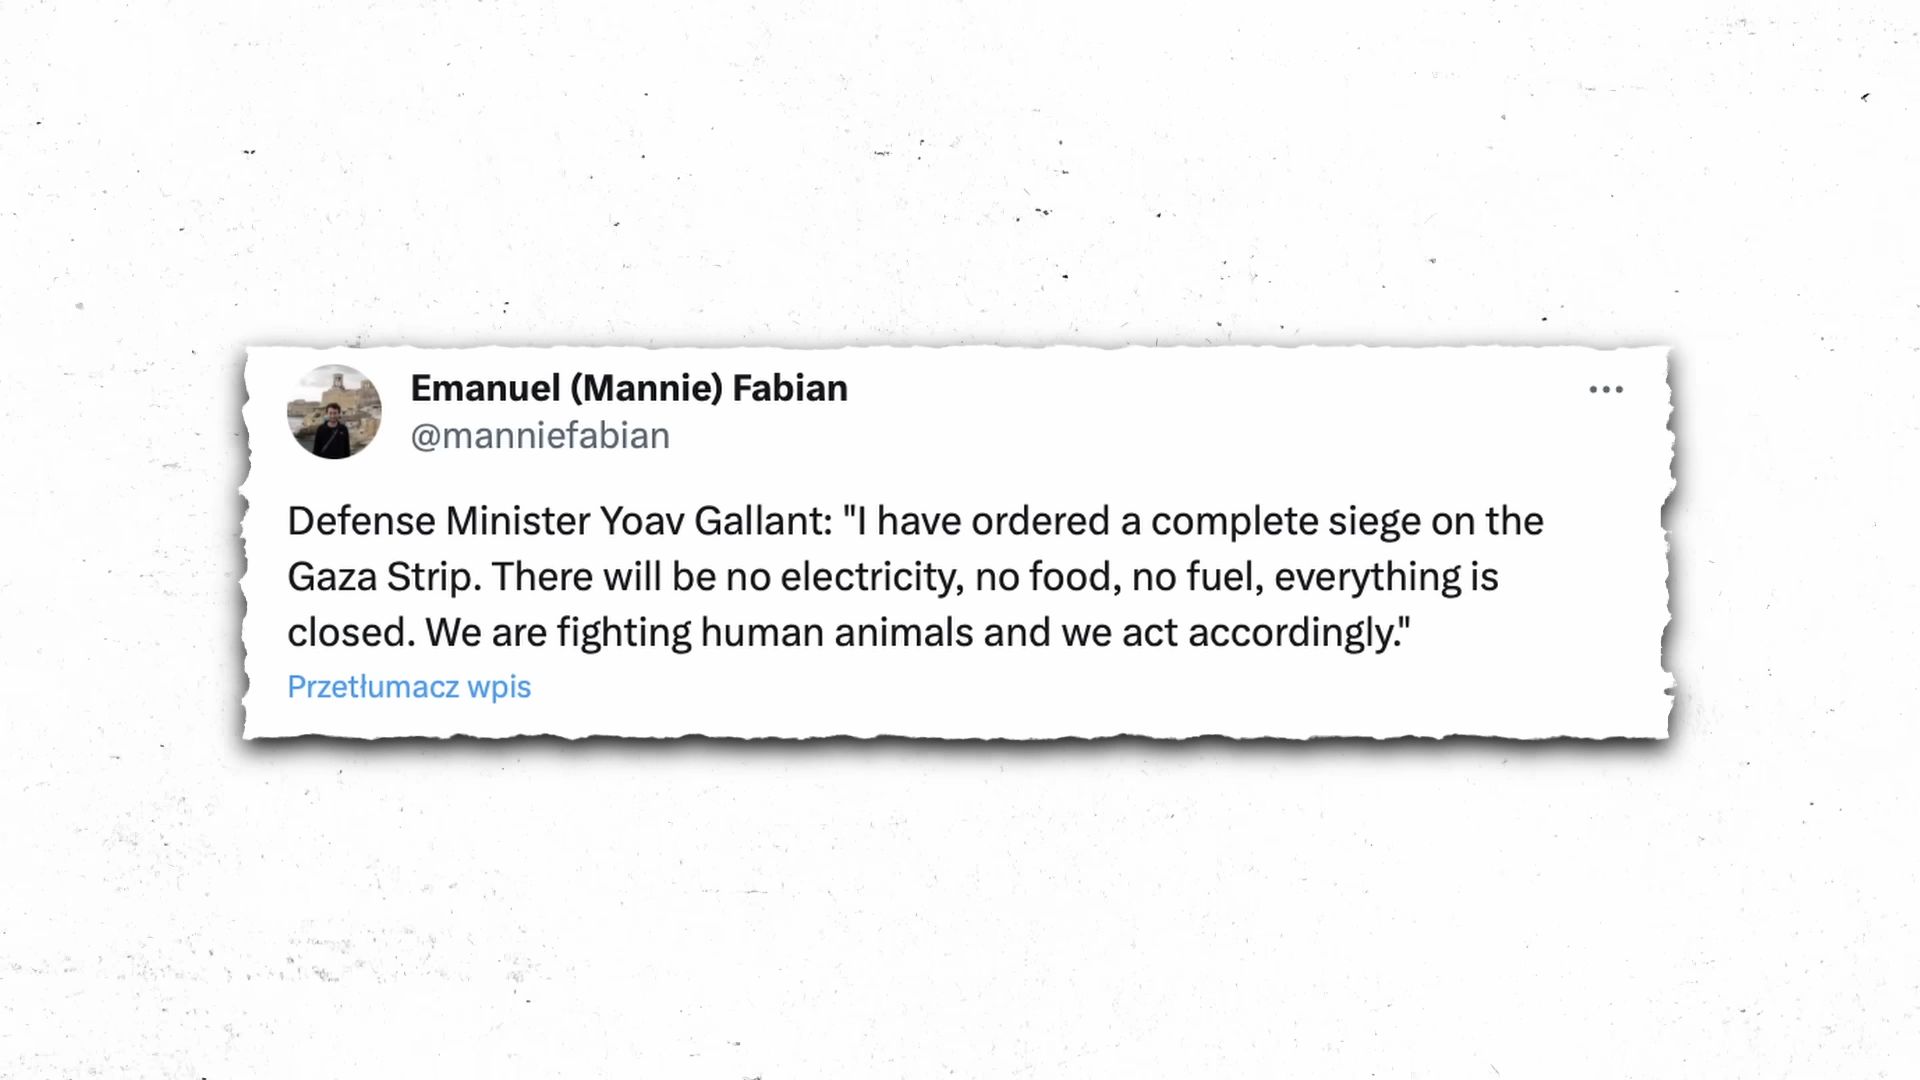 Emanuel (Mannie) Fabian
@manniefabian
Defense Minister Yoav Gallant: "I have ordered a complete siege on the
Gaza Strip. There will be no electricity, no food, no fuel, everything is
closed. We are fighting human animals and we act accordingly."
Przetłumacz wpis